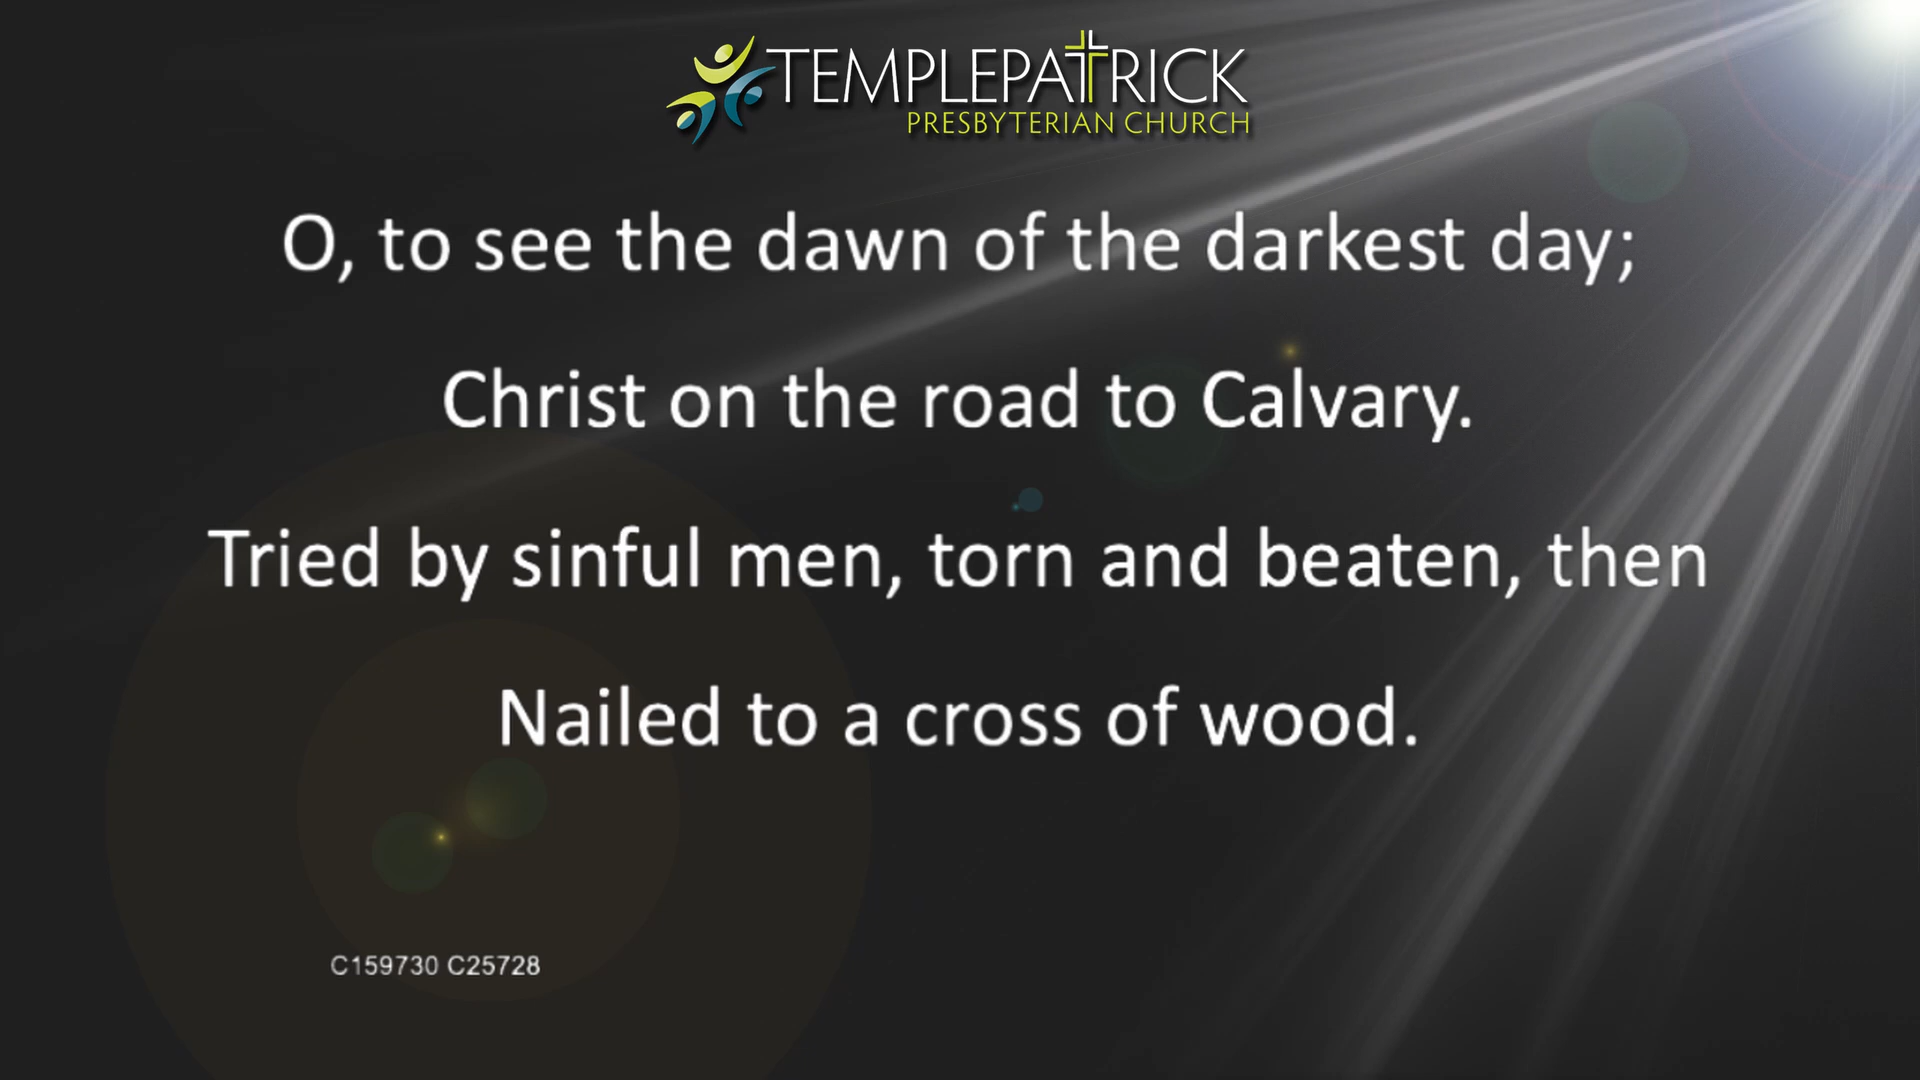 TEMPLEPATRICK
PRESBYTERIAN CHURCH
O, to see the dawn of the darkest day;
Christ on the road to Calvary.
Tried by sinful men, torn and beaten, then
Nailed to a cross of wood.
C159730 C25728